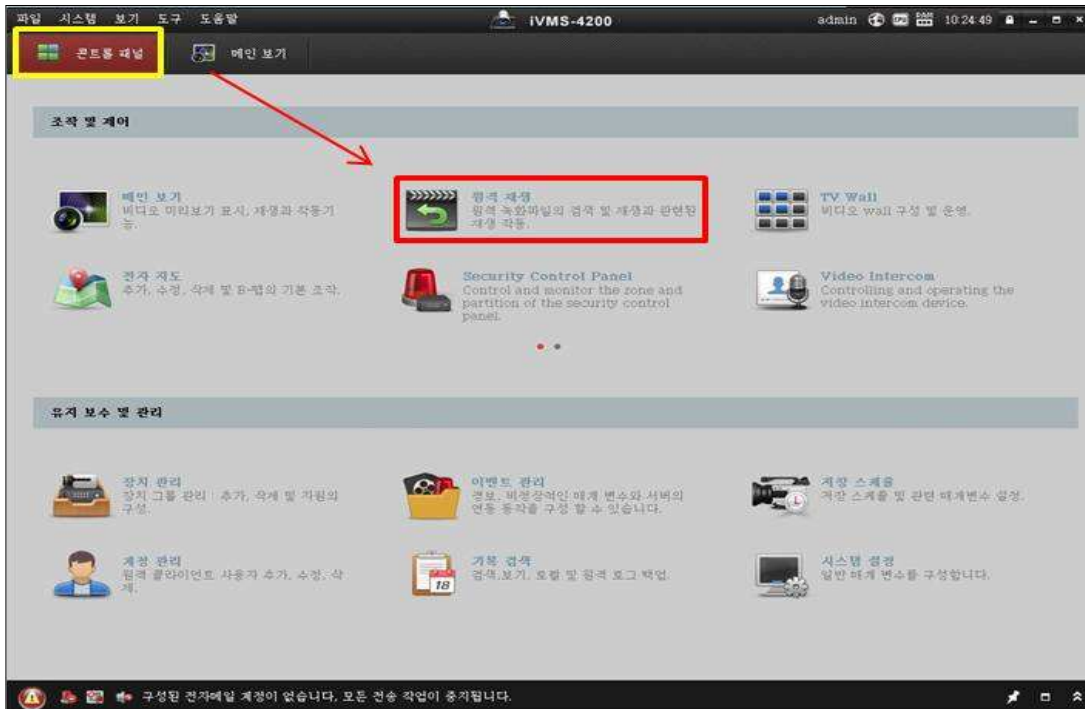 파일 시스템 보기 도구 도움말
iVMS-4200
admin
10:24:49
콘트롤 패널
메인 보기
조작 및 제어
메인 보기
비디오 미리보기 표시, 재생과 작동기
능.
원격 재생
원격 녹화파일의 검색 및 재생과 관련된
재생 작동.
TV Wall
비디오 wall 구성 및 운영.
전자 지도
추가, 수정, 삭제 및 E-맵의 기본 조작.
Security Control Panel
Control and monitor the zone and
partition of the security control
panel.
Video Intercom
Controlling and operating the
video intercom device.
유지 보수 및 관리
장치 관리
장치 그룹 관리 : 추가, 삭제 및 자원의
구성.
이벤트 관리
경보, 비정상적인 매개 변수와 서버의
연동 동작을 구성 할 수 있습니다.
저장 스케쥴
저장 스케쥴 및 관련 매개변수 설정.
계정 관리
원격 클라이언트 사용자 추가, 수정, 삭
제.
기록 검색
검색,보기, 로컬 및 원격 로그 백업.
18
시스템 설정
일반 매개 변수를 구성합니다.
구성된 전자메일 계정이 없습니다, 모든 전송 작업이 중지됩니다.